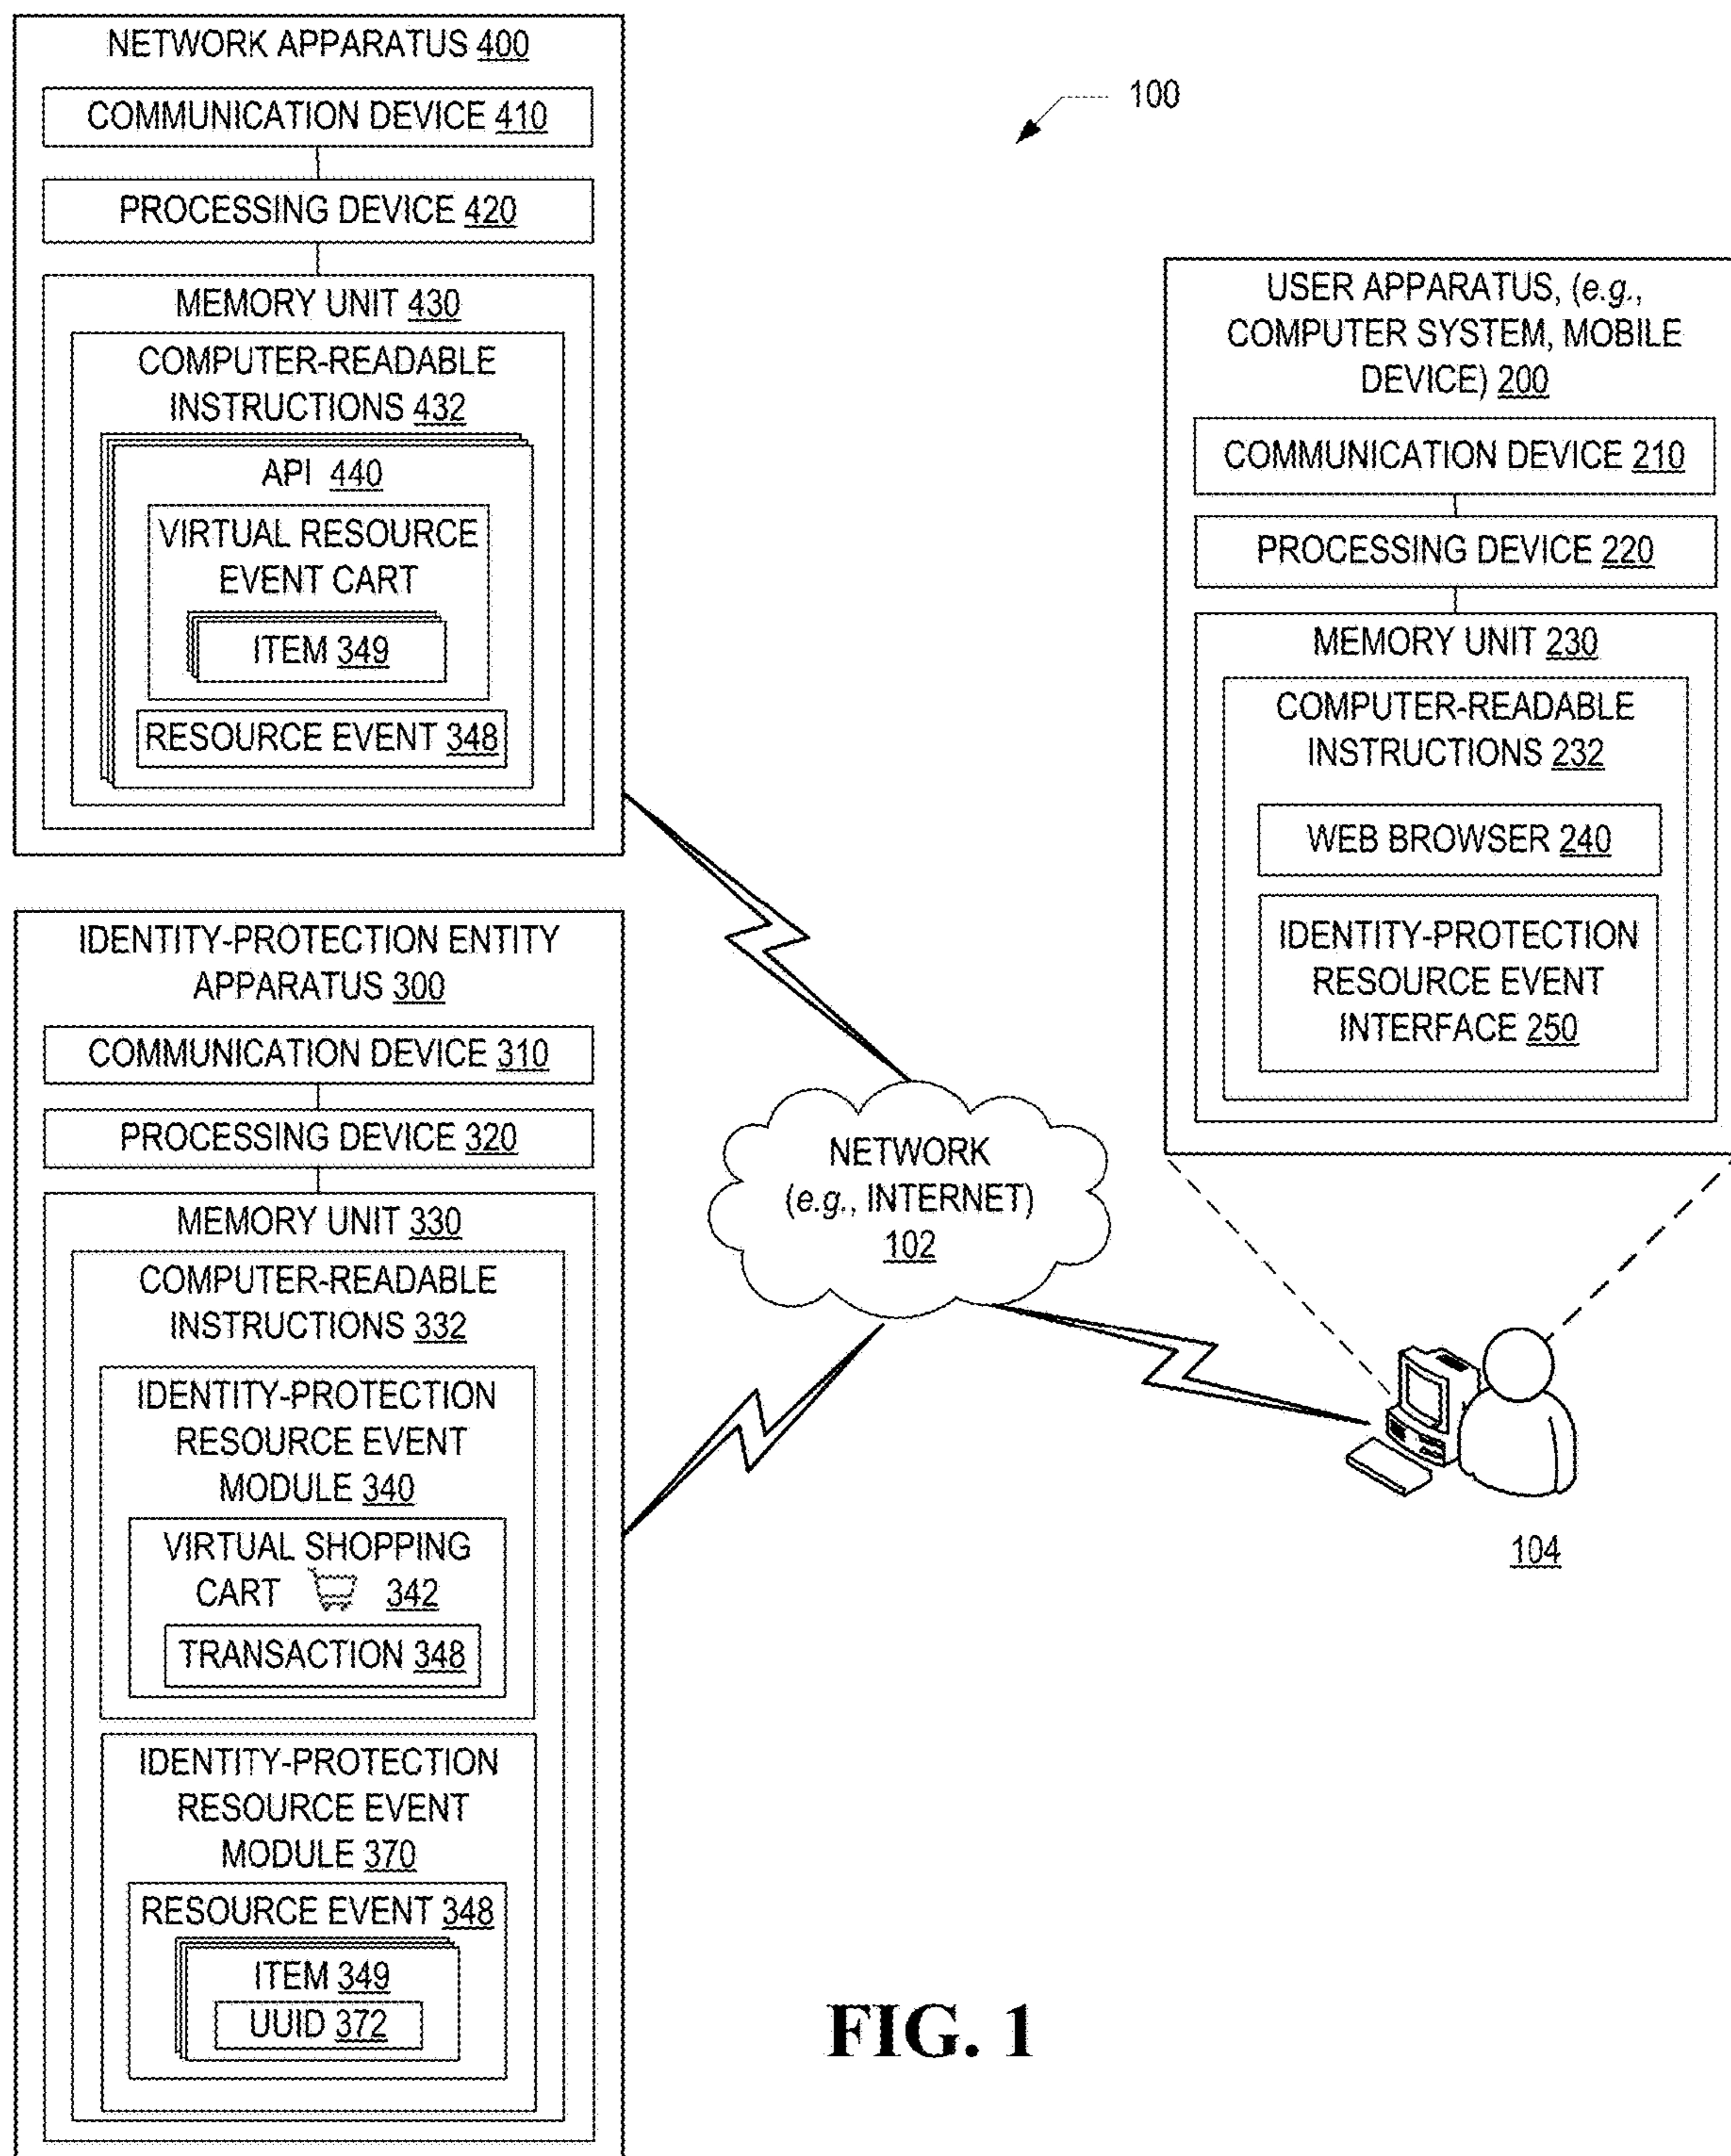 NETWORK APPARATUS 400
COMMUNICATION DEVICE 410
PROCESSING DEVICE 420
MEMORY UNIT 430
COMPUTER-READABLE
INSTRUCTIONS 432
API 440
VIRTUAL RESOURCE
EVENT CART
ITEM 349
RESOURCE EVENT 348
100
USER APPARATUS, (e.g.,
COMPUTER SYSTEM, MOBILE
DEVICE) 200
COMMUNICATION DEVICE 210
PROCESSING DEVICE 220
MEMORY UNIT 230
COMPUTER-READABLE
INSTRUCTIONS 232
WEB BROWSER 240
IDENTITY-PROTECTION
RESOURCE EVENT
INTERFACE 250
IDENTITY-PROTECTION ENTITY
APPARATUS 300
COMMUNICATION DEVICE 310
PROCESSING DEVICE 320
MEMORY UNIT 330
COMPUTER-READABLE
INSTRUCTIONS 332
IDENTITY-PROTECTION
RESOURCE EVENT
MODULE 340
VIRTUAL SHOPPING
CART 342
TRANSACTION 348
IDENTITY-PROTECTION
RESOURCE EVENT
MODULE 370
RESOURCE EVENT 348
ITEM 349
UUID 372
NETWORK
(e.g., INTERNET)
102
104
FIG. 1